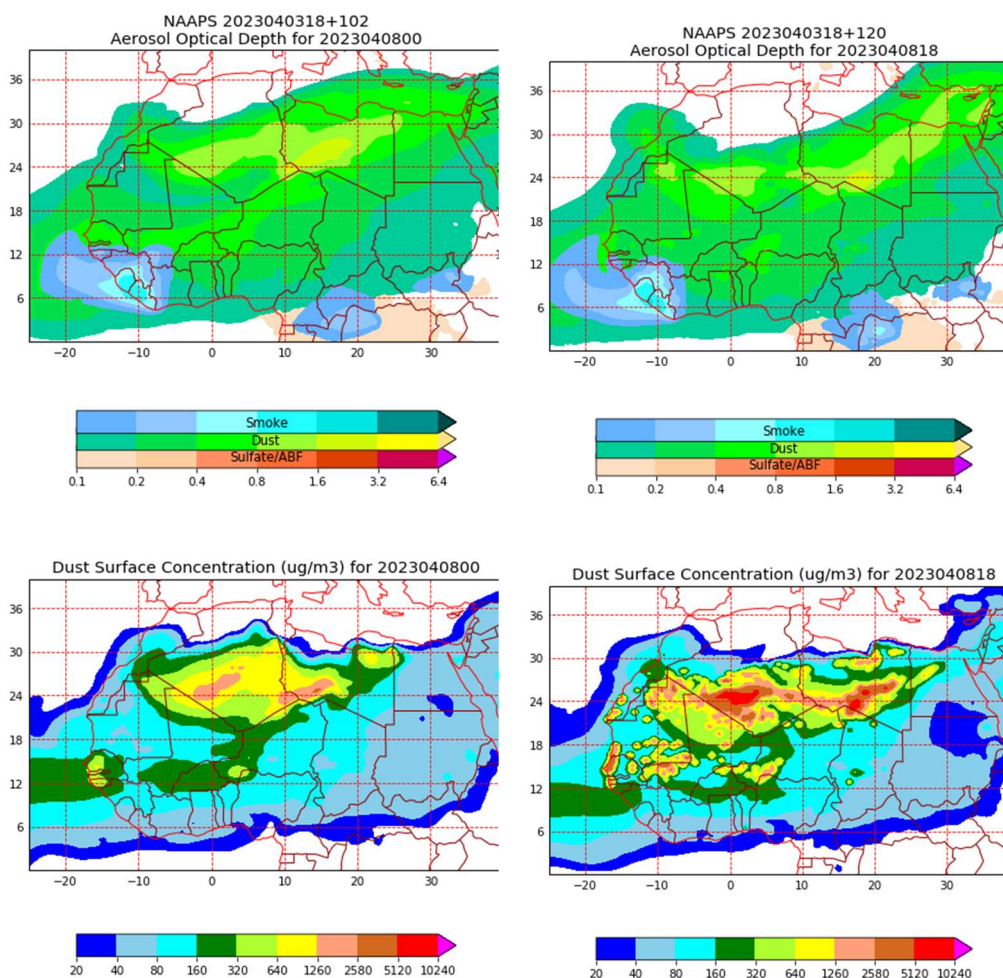 NAAPS 2023040318+102
Aerosol Optical Depth for 2023040800
36
30
24
18
12
6
−20 −10 0 10 20 30
Smoke
Dust
Sulfate/ABF
0.1 0.2 0.4 0.8 1.6 3.2 6.4
NAAPS 2023040318+120
Aerosol Optical Depth for 2023040818
36
30
24
18
12
6
−20 −10 0 10 20 30
Smoke
Dust
Sulfate/ABF
0.1 0.2 0.4 0.8 1.6 3.2 6.4
Dust Surface Concentration (ug/m3) for 2023040800
36
30
24
18
12
6
−20 −10 0 10 20 30
20 40 80 160 320 640 1260 2580 5120 10240
Dust Surface Concentration (ug/m3) for 2023040818
36
30
24
18
12
6
−20 −10 0 10 20 30
20 40 80 160 320 640 1260 2580 5120 10240